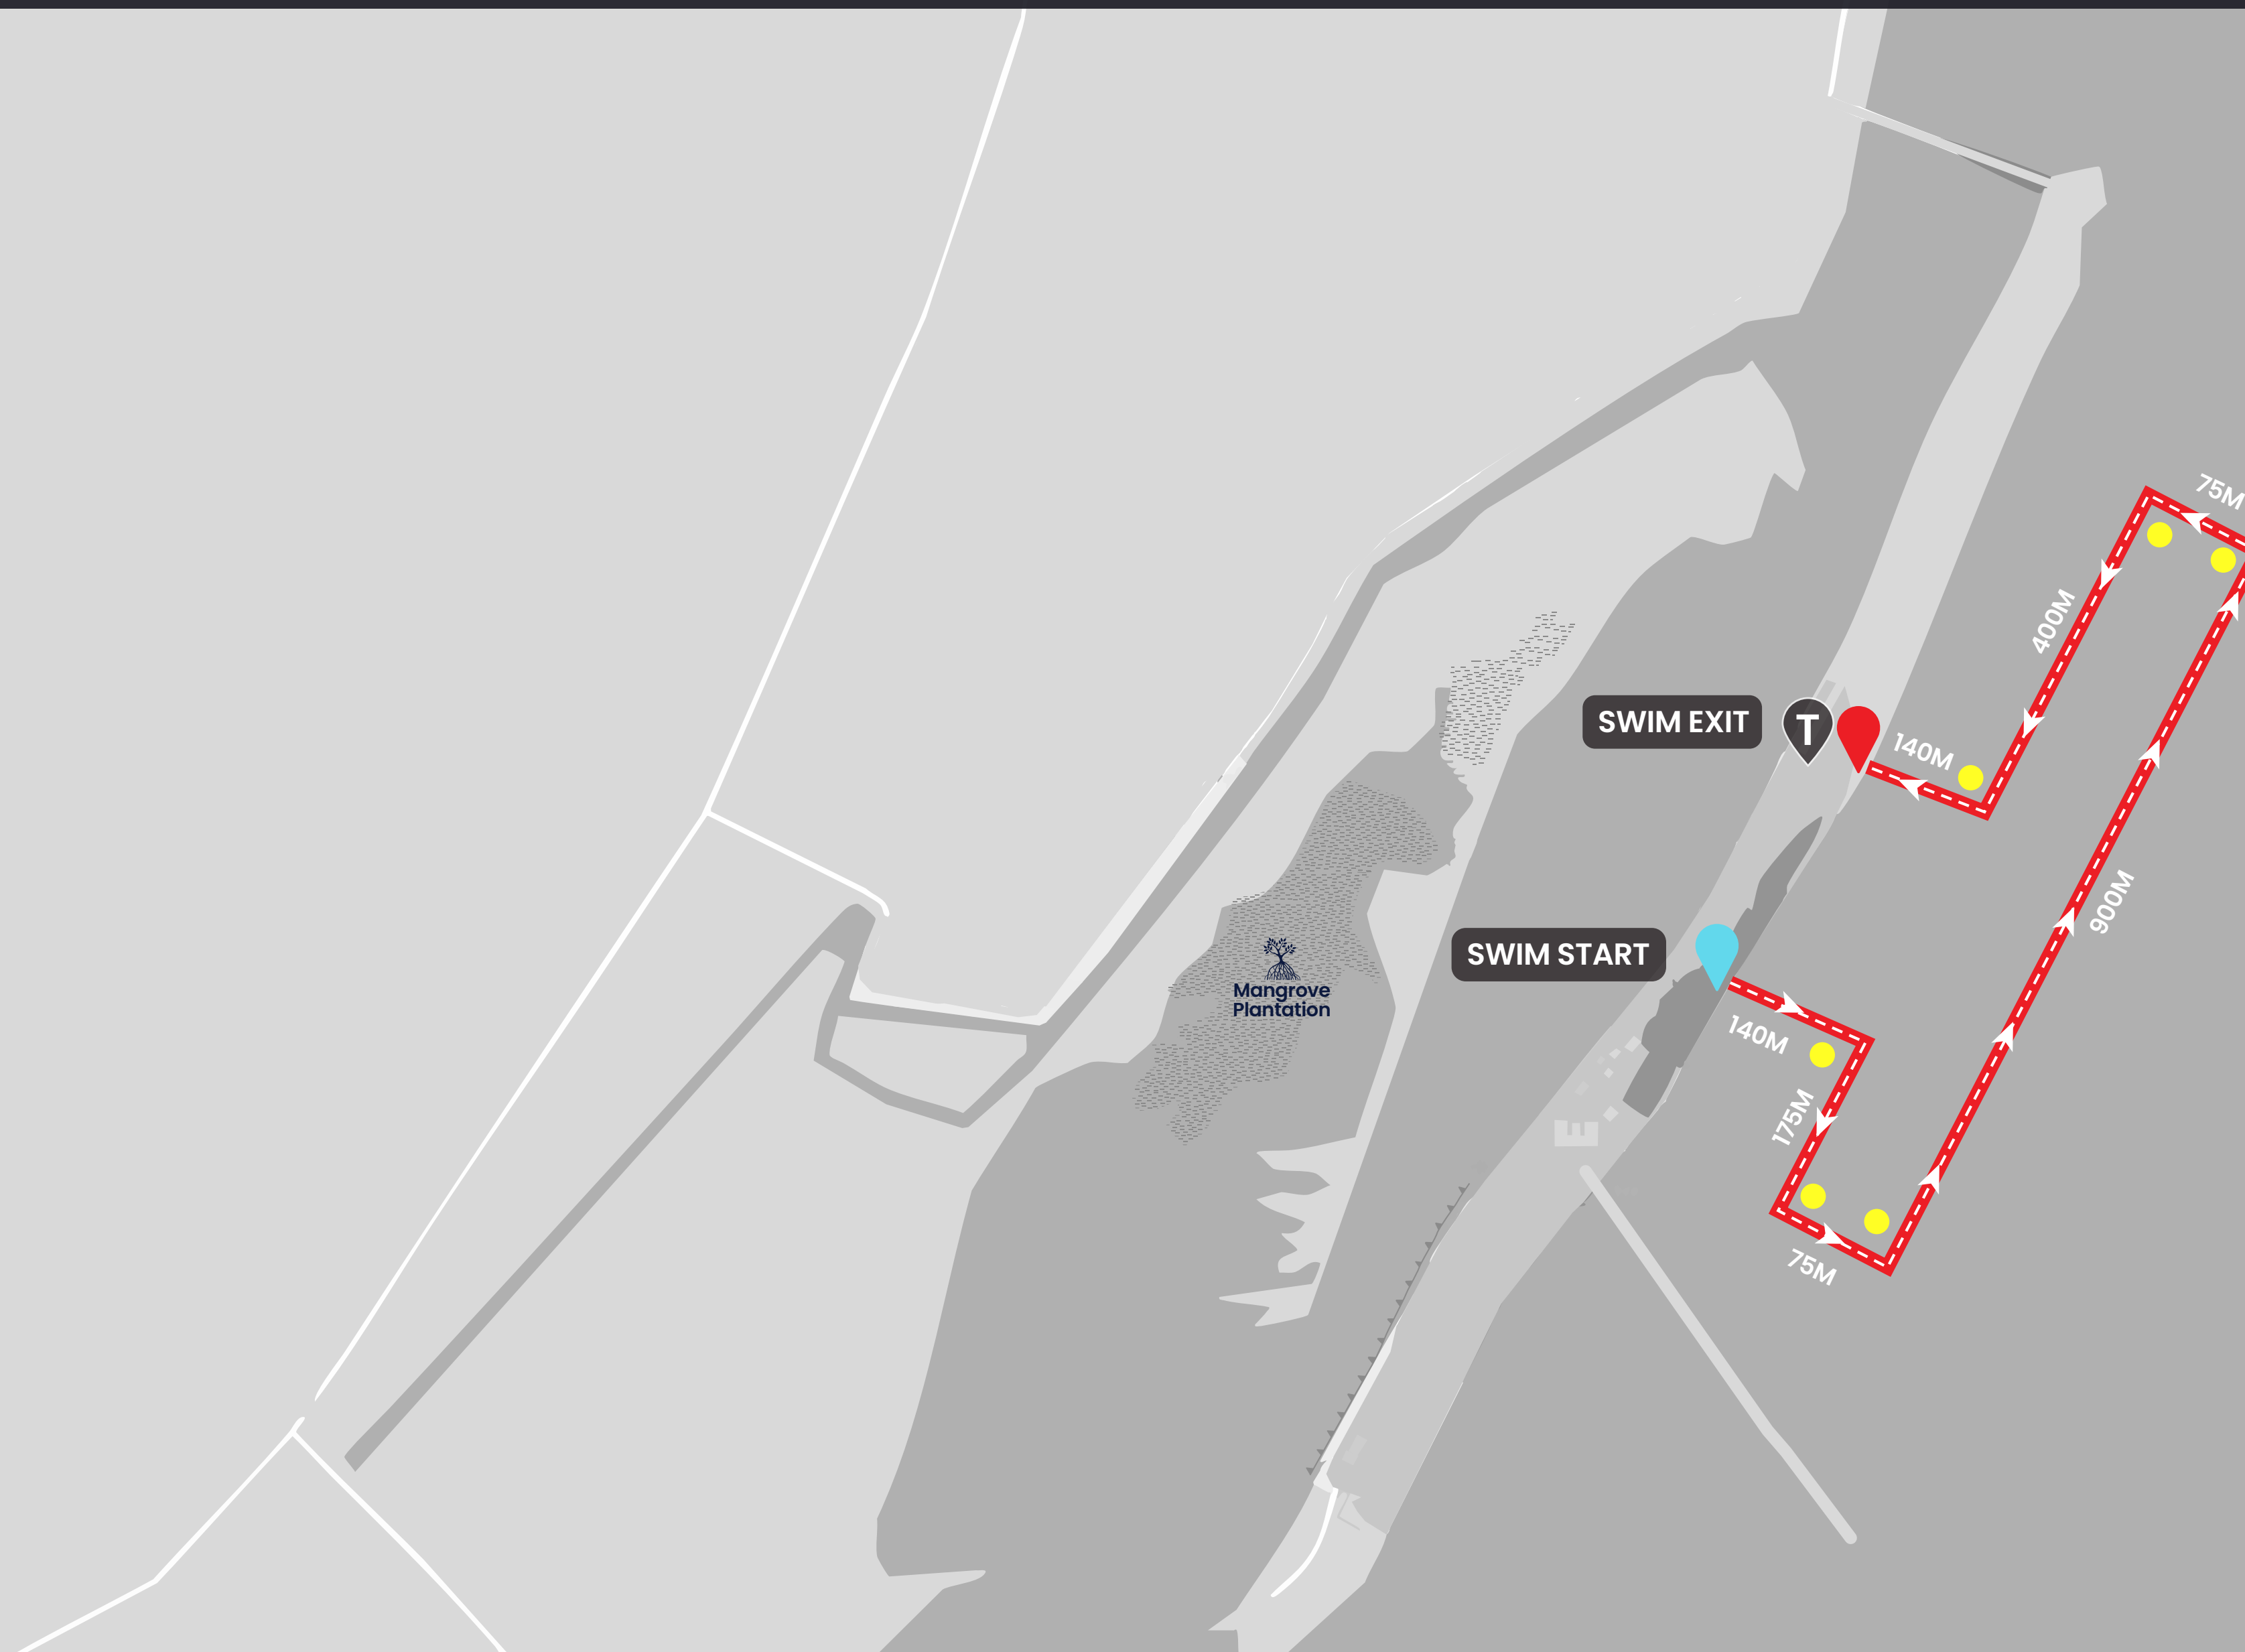 75M
400M
SWIM EXIT
T
140M
900M
SWIM START
Mangrove
Plantation
140M
175M
E
75M